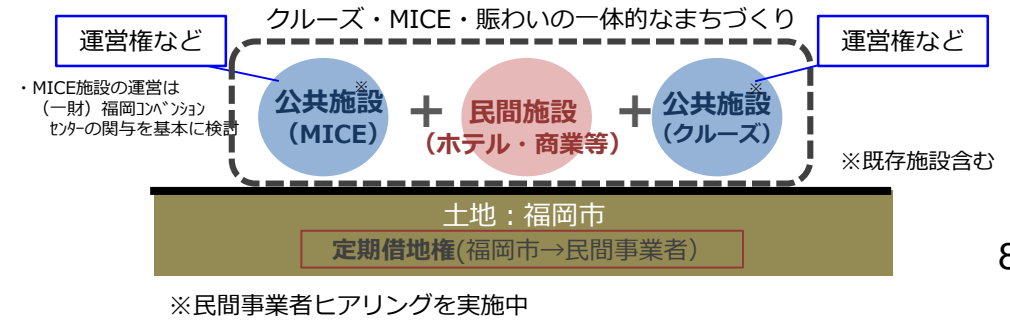 クルーズ・MICE・賑わいの一体的なまちづくり
運営権など
運営権など
・MICE施設の運営は
（一財）福岡ｺﾝﾍﾞﾝｼｮﾝ
ｾﾝﾀｰの関与を基本に検討
公共施設※
（MICE）
＋
民間施設
（ホテル・商業等）
＋
公共施設※
（クルーズ）
※既存施設含む
土地：福岡市
定期借地権(福岡市→民間事業者）
※民間事業者ヒアリングを実施中
8